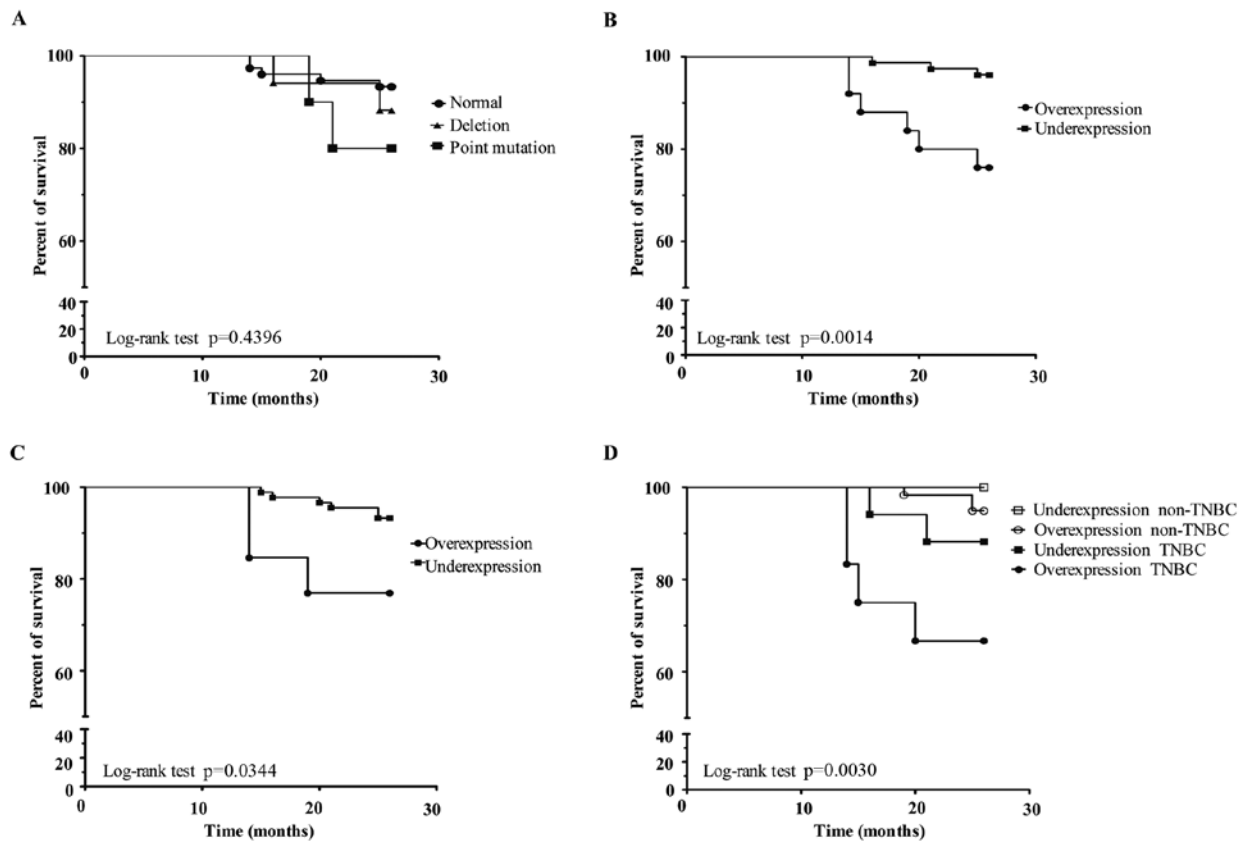 A
100
80
60
40
20
0
Percent of survival
Normal
Deletion
Point mutation
Log-rank test p=0.4396
0 10 20 30
Time (months)
B
100
80
60
40
20
0
Percent of survival
Overexpression
Underexpression
Log-rank test p=0.0014
0 10 20 30
Time (months)
C
100
80
60
40
20
0
Percent of survival
Overexpression
Underexpression
Log-rank test p=0.0344
0 10 20 30
Time (months)
D
100
80
60
40
20
0
Percent of survival
Underexpression non-TNBC
Overexpression non-TNBC
Underexpression TNBC
Overexpression TNBC
Log-rank test p=0.0030
0 10 20 30
Time (months)